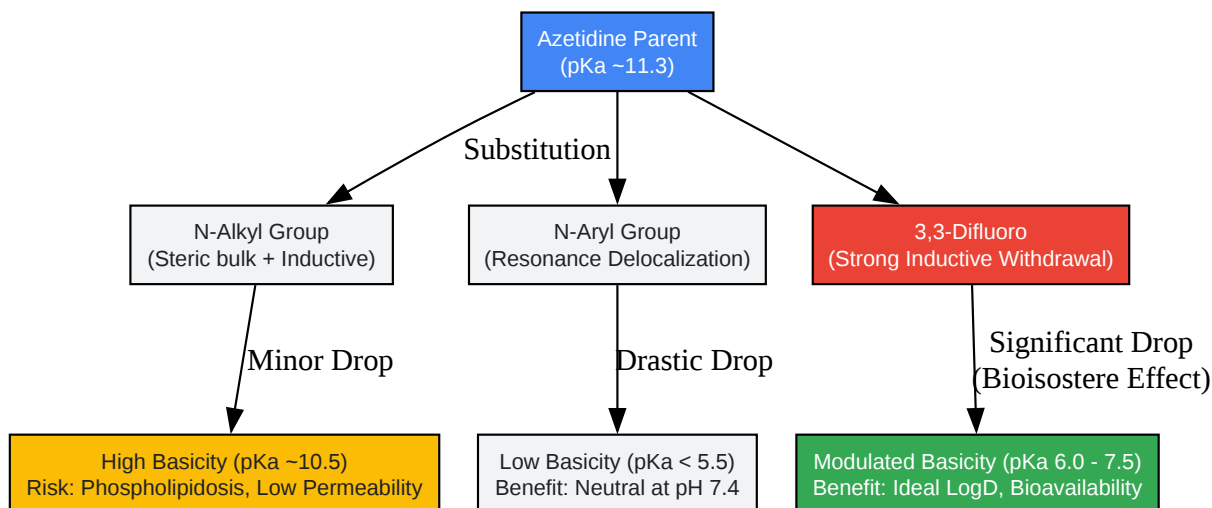 Azetidine Parent
(pKa ~11.3)
Substitution
N-Alkyl Group
(Steric bulk + Inductive)
N-Aryl Group
(Resonance Delocalization)
3,3-Difluoro
(Strong Inductive Withdrawal)
Minor Drop
Drastic Drop
Significant Drop
(Bioisostere Effect)
High Basicity (pKa ~10.5)
Risk: Phospholipidosis, Low Permeability
Low Basicity (pKa < 5.5)
Benefit: Neutral at pH 7.4
Modulated Basicity (pKa 6.0 - 7.5)
Benefit: Ideal LogD, Bioavailability